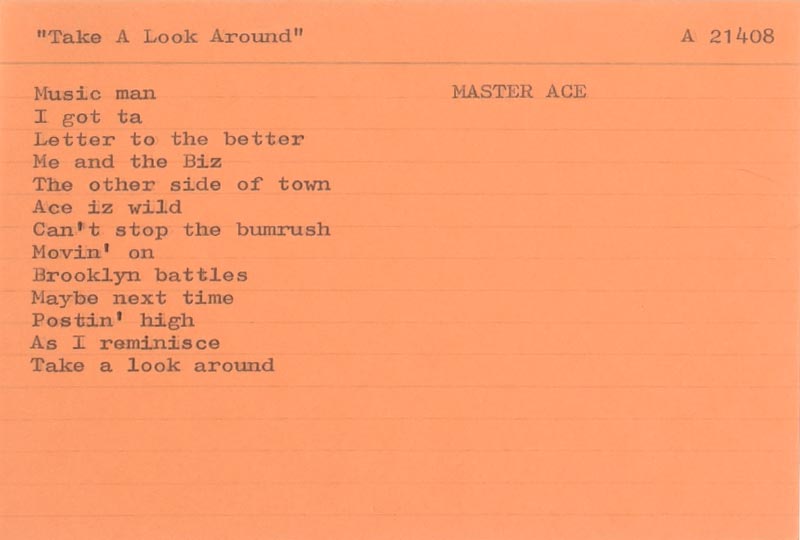 "Take A Look Around" A 21408
Music man MASTER ACE
I got ta
Letter to the better
Me and the Biz
The other side of town
Ace iz wild
Can't stop the bumrush
Movin' on
Brooklyn battles
Maybe next time
Postin' high
As I reminisce
Take a look around